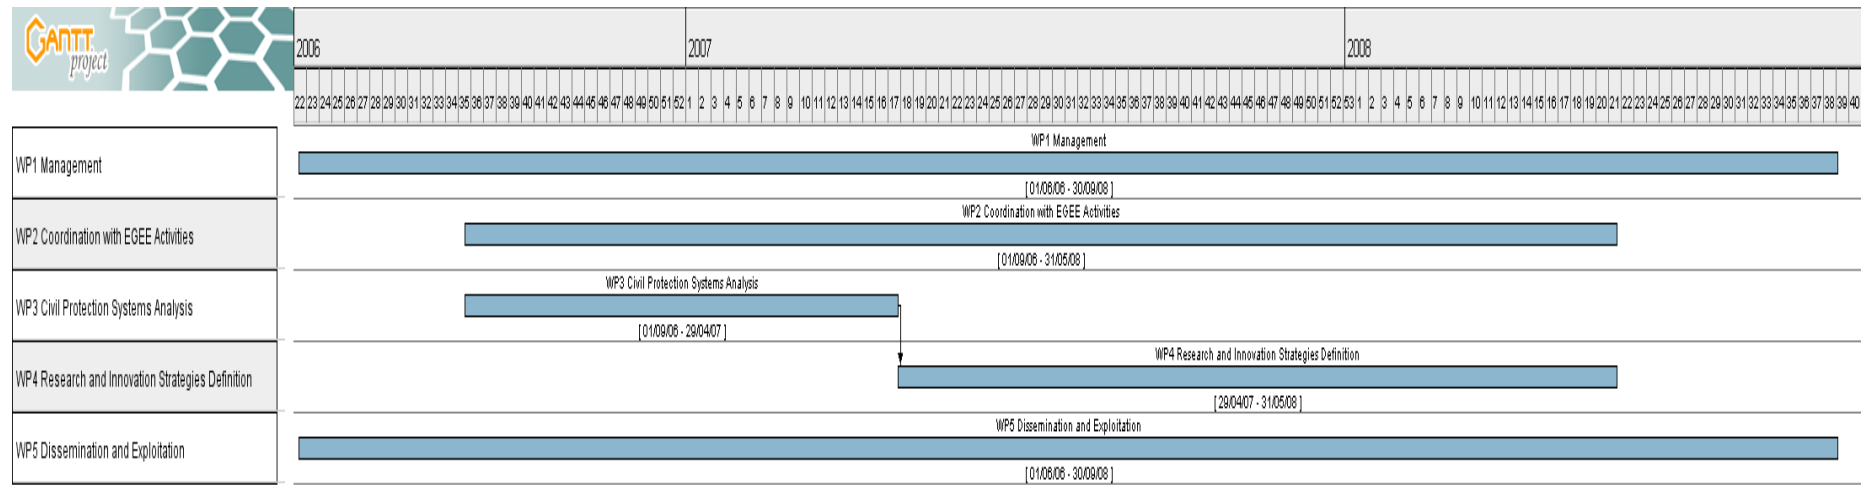 GANTT
project
2006 2007 2008
22 23 24 25 26 27 28 29 30 31 32 33 34 35 36 37 38 39 40 41 42 43 44 45 46 47 48 49 50 51 52 1 2 3 4 5 6 7 8 9 10 11 12 13 14 15 16 17 18 19 20 21 22 23 24 25 26 27 28 29 30 31 32 33 34 35 36 37 38 39 40 41 42 43 44 45 46 47 48 49 50 51 52 53 1 2 3 4 5 6 7 8 9 10 11 12 13 14 15 16 17 18 19 20 21 22 23 24 25 26 27 28 29 30 31 32 33 34 35 36 37 38 39 40
WP1 Management
WP1 Management
[ 01/06/06 - 30/09/08 ]
WP2 Coordination with EGEE Activities
WP2 Coordination with EGEE Activities
[ 01/09/06 - 31/05/08 ]
WP3 Civil Protection Systems Analysis
WP3 Civil Protection Systems Analysis
[ 01/09/06 - 29/04/07 ]
WP4 Research and Innovation Strategies Definition
WP4 Research and Innovation Strategies Definition
[ 29/04/07 - 31/05/08 ]
WP5 Dissemination and Exploitation
WP5 Dissemination and Exploitation
[ 01/06/06 - 30/09/08 ]